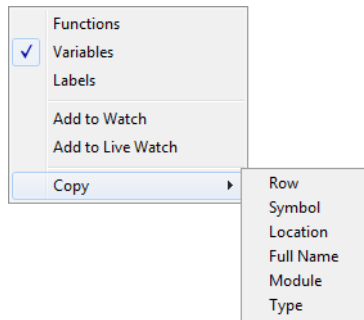 Functions
Variables
Labels
Add to Watch
Add to Live Watch
Copy
Row
Symbol
Location
Full Name
Module
Type